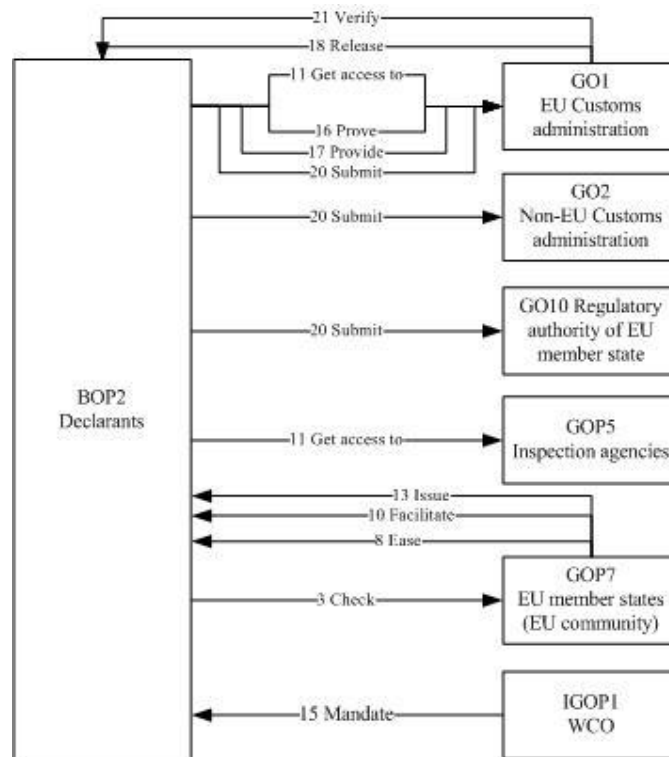 21 Verify
18 Release
11 Get access to
16 Prove
17 Provide
20 Submit
GO1
EU Customs
administration
20 Submit
GO2
Non-EU Customs
administration
20 Submit
GO10 Regulatory
authority of EU
member state
BOP2
Declarants
11 Get access to
GOP5
Inspection agencies
13 Issue
10 Facilitate
8 Ease
3 Check
GOP7
EU member states
(EU community)
15 Mandate
IGOP1
WCO